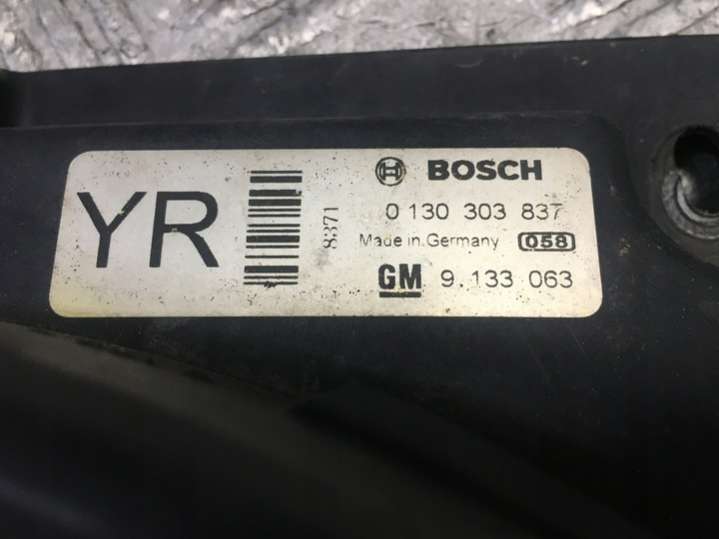 YR
8371
BOSCH
0 130 303 837
Made in Germany 058
GM 9.133 063